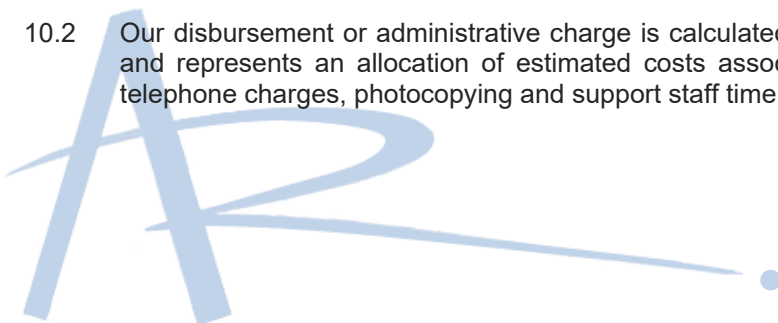 10.2 Our disbursement or administrative charge is calculated
and represents an allocation of estimated costs
telephone charges, photocopying and support staff time
AR